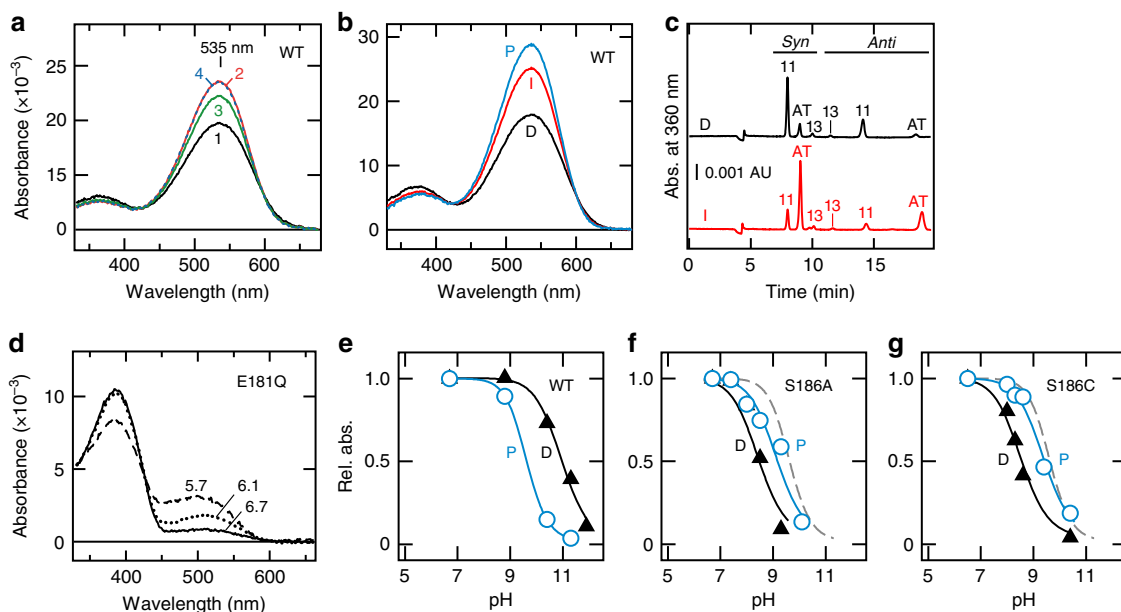 a
535 nm
WT
4
2
3
1
25
20
15
10
5
0
Absorbance (×10⁻³)
400
500
600
Wavelength (nm)
b
P
WT
I
D
30
20
10
0
400
500
600
Wavelength (nm)
c
Syn
Anti
11
AT
13
13
11
AT
D
0.001 AU
AT
11
13
13
11
AT
I
Abs. at 360 nm
0
5
10
15
Time (min)
d
E181Q
10
5
0
5.7
6.1
6.7
Absorbance (×10⁻³)
400
500
600
Wavelength (nm)
e
WT
1.0
0.5
0
P
D
Rel. abs.
5
7
9
11
pH
f
S186A
1.0
0.5
0
D
P
5
7
9
11
pH
g
S186C
1.0
0.5
0
D
P
5
7
9
11
pH